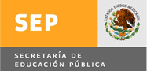 SEP
SECRETARÍA DE
EDUCACIÓN PÚBLICA